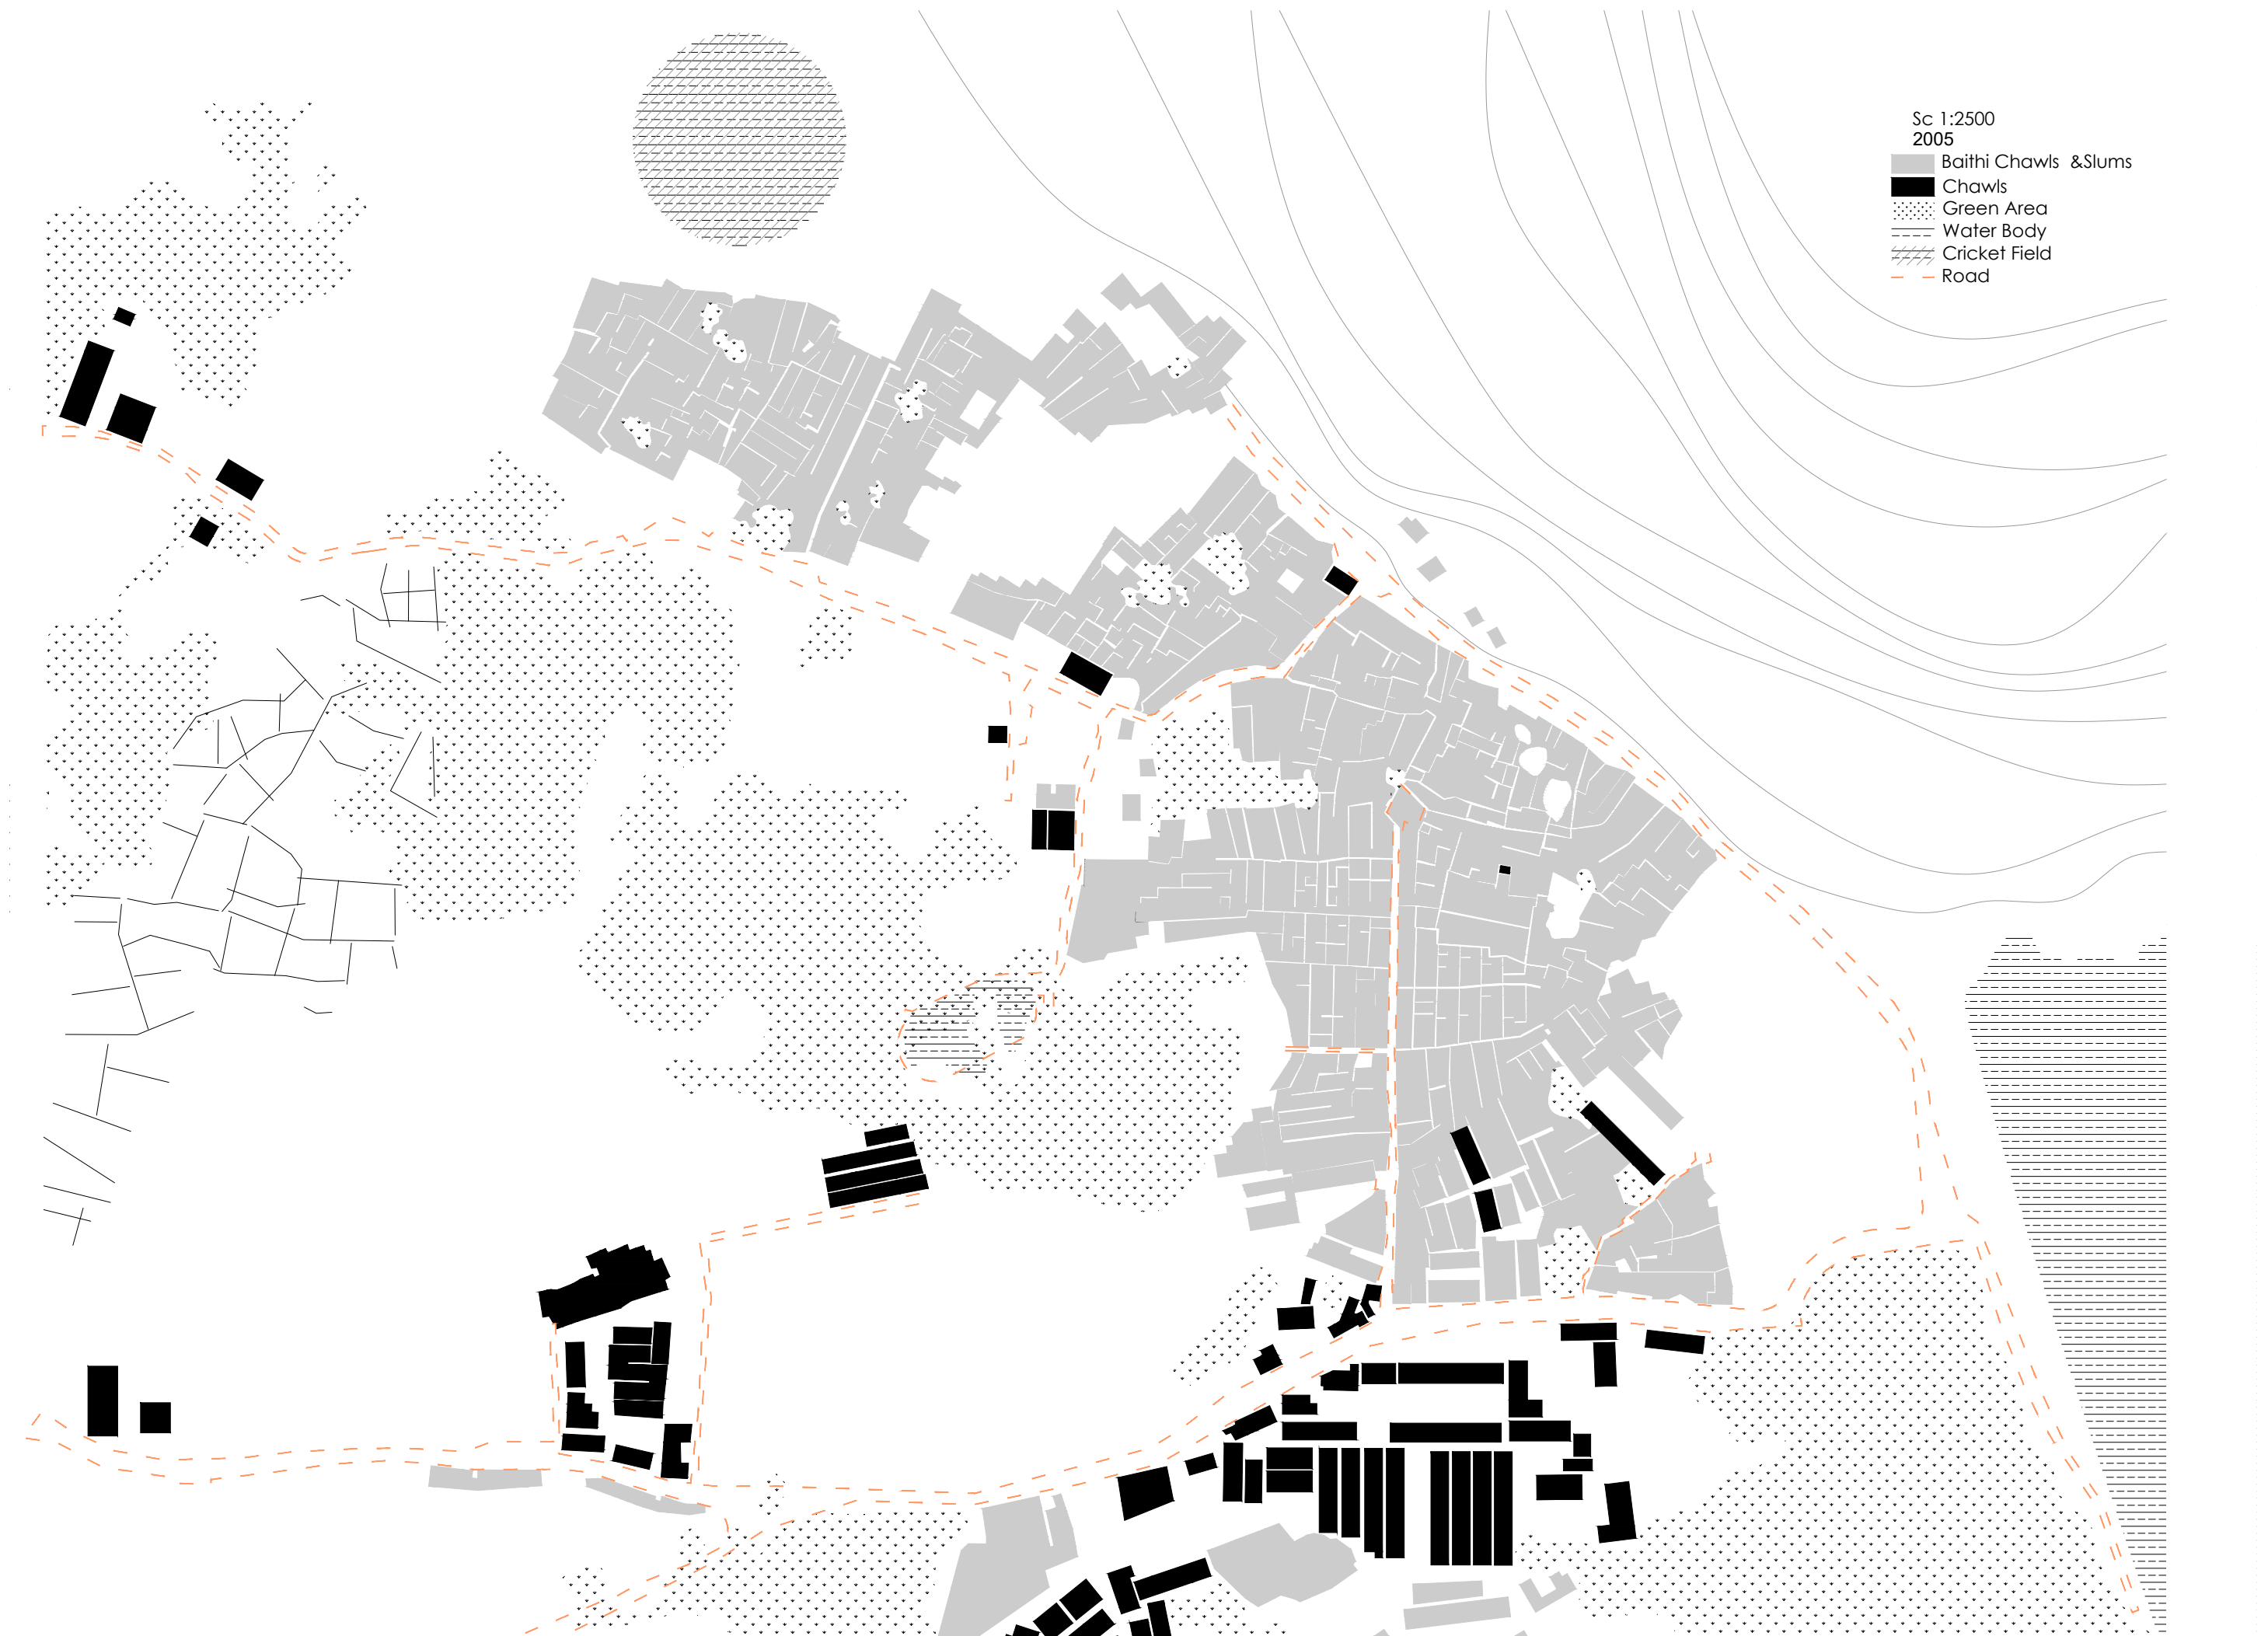 Sc 1:2500
2005
Baithi Chawls &Slums
Chawls
Green Area
Water Body
Cricket Field
Road